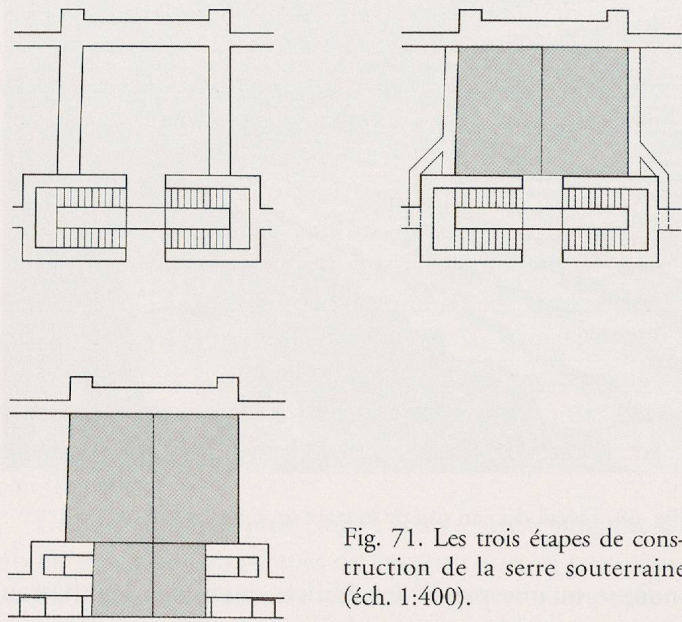 Fig. 71. Les trois étapes de cons-
truction de la serre souterraine
(éch. 1:400).